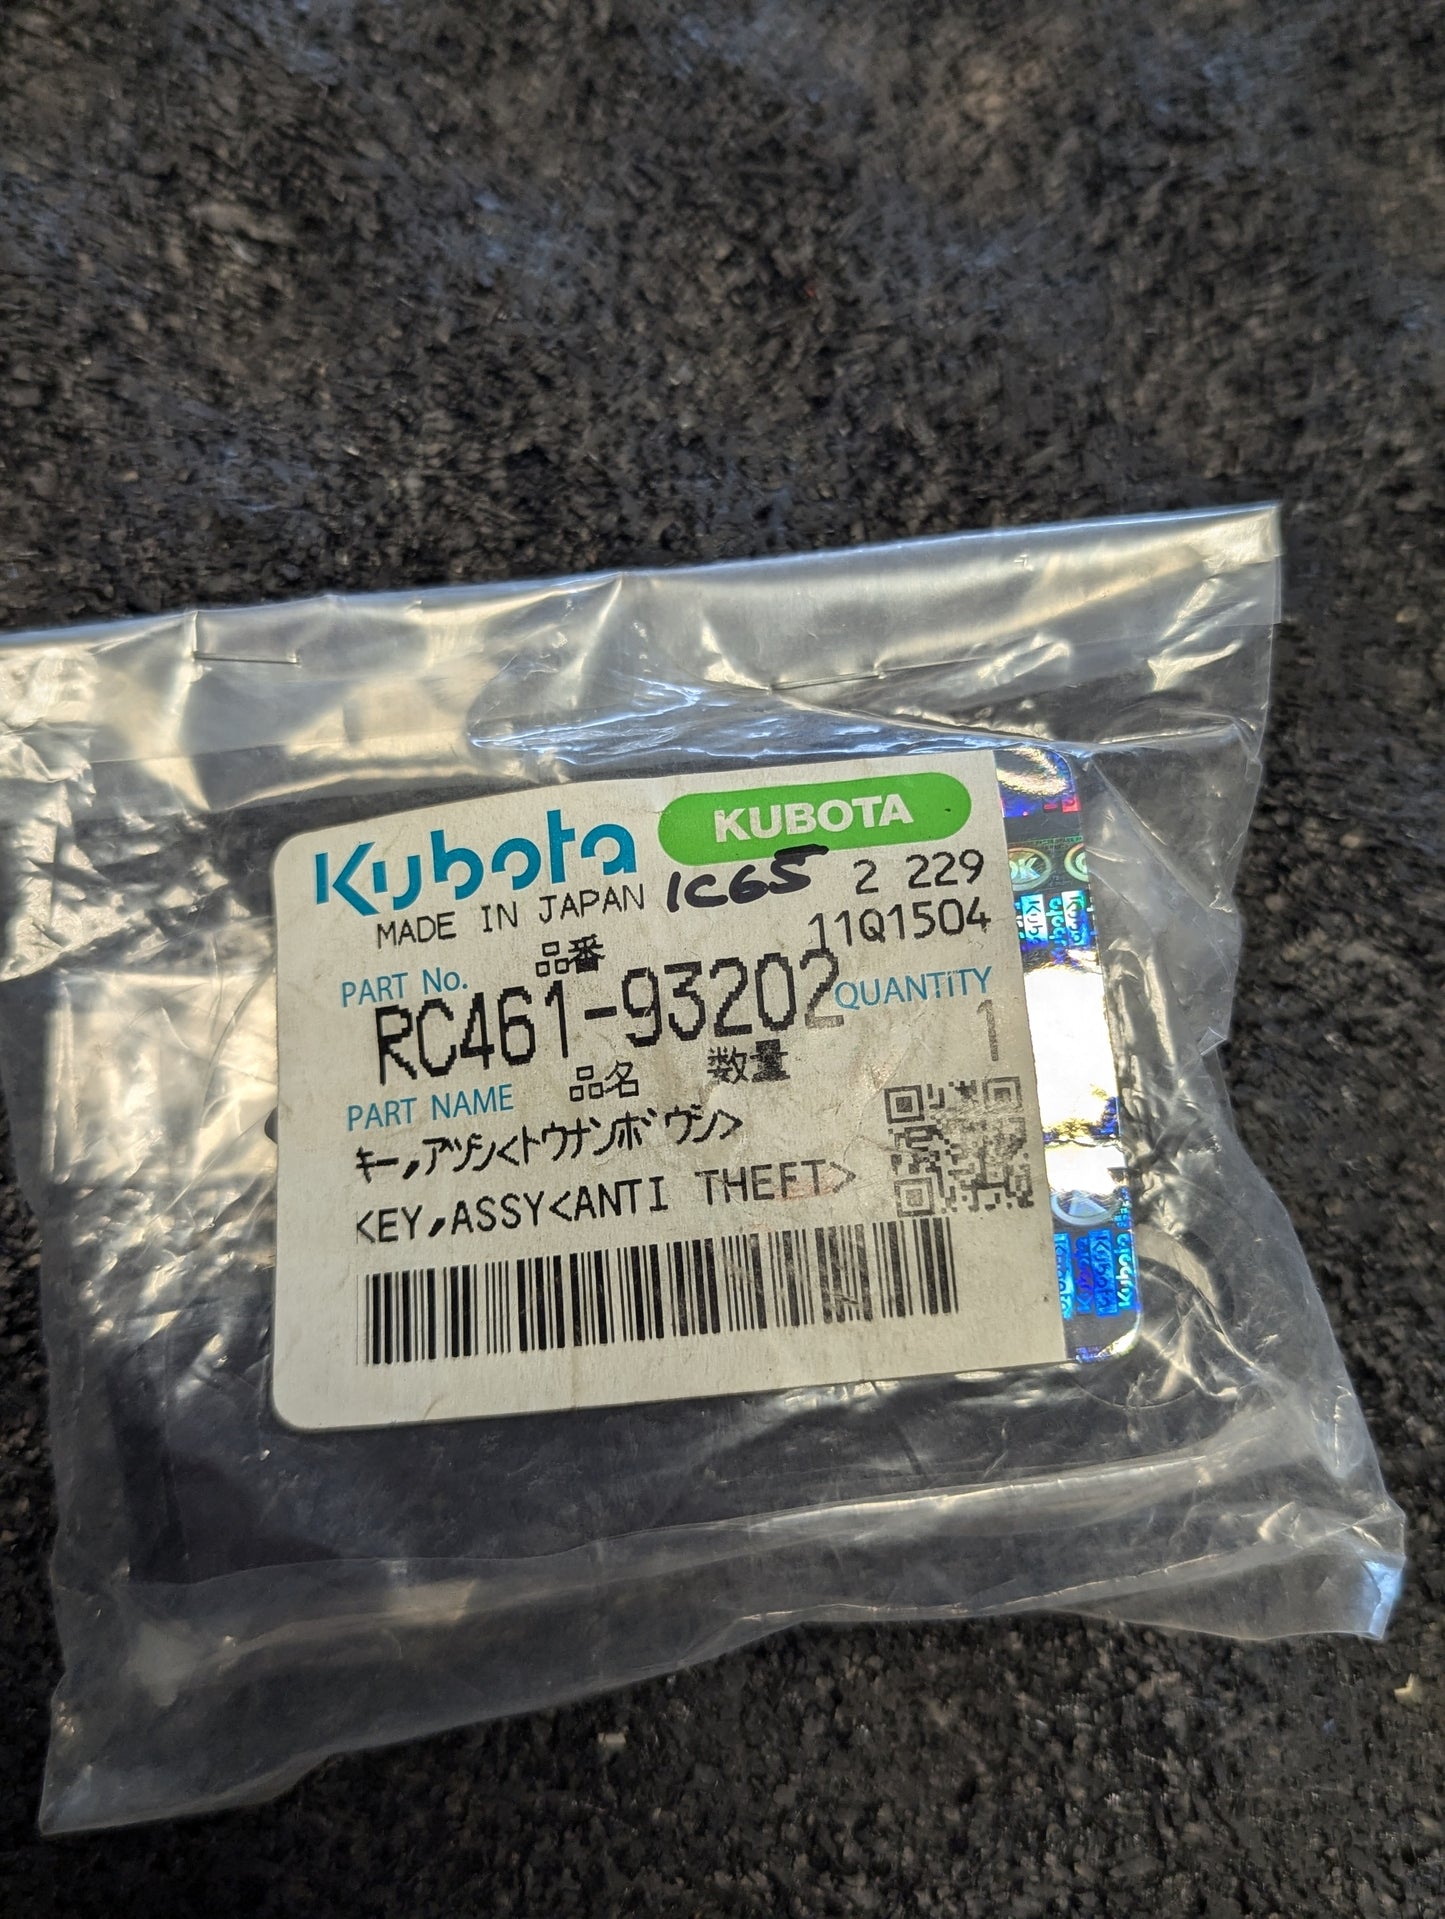 Kubota KUBOTA
MADE IN JAPAN 1C65 2 229
11Q1504
品番
PART No.
RC461-93202 QUANTITY
1
品名 数量
PART NAME
キー,アッシ<トウナンボウシ>
KEY,ASSY<ANTI THEFT>